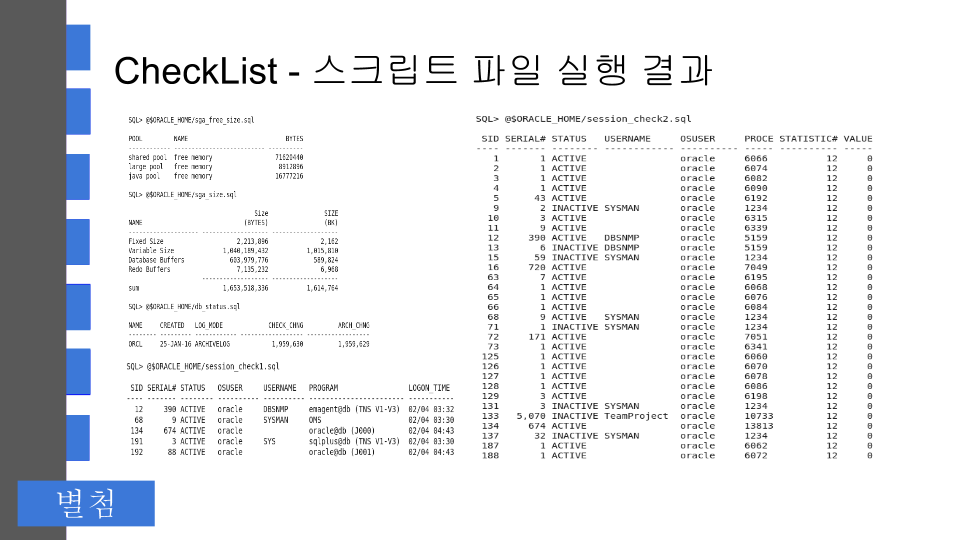 CheckList - 스크립트 파일 실행 결과
SQL> @$ORACLE_HOME/sga_free_size.sql
POOL NAME BYTES
------------ -------------------------- ----------
shared pool free memory 71620440
large pool free memory 8912896
java pool free memory 16777216
SQL> @$ORACLE_HOME/sga_size.sql
Size SIZE
NAME (BYTES) (BK)
-------------------- ------------------ ------------------
Fixed Size 2,213,896 2,162
Variable Size 1,040,189,432 1,015,810
Database Buffers 603,979,776 589,824
Redo Buffers 7,135,232 6,968
------------------ ------------------
sum 1,653,518,336 1,614,764
SQL> @$ORACLE_HOME/db_status.sql
NAME CREATED LOG_MODE CHECK_CHNG ARCH_CHNG
-------- --------- ------------ ------------------ ------------------
ORCL 25-JAN-16 ARCHIVELOG 1,959,630 1,959,629
SQL> @$ORACLE_HOME/session_check1.sql
SID SERIAL# STATUS OSUSER USERNAME PROGRAM LOGON_TIME
---- ------- -------- ---------- ---------- ---------------------- -----------
12 390 ACTIVE oracle DBSNMP emagent@db (TNS V1-V3) 02/04 03:32
68 9 ACTIVE oracle SYSMAN OMS 02/04 03:30
134 674 ACTIVE oracle oracle@db (J000) 02/04 04:43
191 3 ACTIVE oracle SYS sqlplus@db (TNS V1-V3) 02/04 03:30
192 88 ACTIVE oracle oracle@db (J001) 02/04 04:43
SQL> @$ORACLE_HOME/session_check2.sql
SID SERIAL# STATUS USERNAME OSUSER PROCE STATISTIC# VALUE
---- ------- -------- ------------ ---------- ----- ---------- -----
1 1 ACTIVE oracle 6066 12 0
2 1 ACTIVE oracle 6074 12 0
3 1 ACTIVE oracle 6082 12 0
4 1 ACTIVE oracle 6090 12 0
5 43 ACTIVE oracle 6192 12 0
9 2 INACTIVE SYSMAN oracle 1234 12 0
10 3 ACTIVE oracle 6315 12 0
11 9 ACTIVE oracle 6339 12 0
12 390 ACTIVE DBSNMP oracle 5159 12 0
13 6 INACTIVE DBSNMP oracle 5159 12 0
15 59 INACTIVE SYSMAN oracle 1234 12 0
16 720 ACTIVE oracle 7049 12 0
63 7 ACTIVE oracle 6195 12 0
64 1 ACTIVE oracle 6068 12 0
65 1 ACTIVE oracle 6076 12 0
66 1 ACTIVE oracle 6084 12 0
68 9 ACTIVE SYSMAN oracle 1234 12 0
71 1 INACTIVE SYSMAN oracle 1234 12 0
72 171 ACTIVE oracle 7051 12 0
73 1 ACTIVE oracle 6341 12 0
125 1 ACTIVE oracle 6060 12 0
126 1 ACTIVE oracle 6070 12 0
127 1 ACTIVE oracle 6078 12 0
128 1 ACTIVE oracle 6086 12 0
129 3 ACTIVE oracle 6198 12 0
131 3 INACTIVE SYSMAN oracle 1234 12 0
133 5,070 INACTIVE TeamProject oracle 10733 12 0
134 674 ACTIVE oracle 13813 12 0
137 32 INACTIVE SYSMAN oracle 1234 12 0
187 1 ACTIVE oracle 6062 12 0
188 1 ACTIVE oracle 6072 12 0
별첨